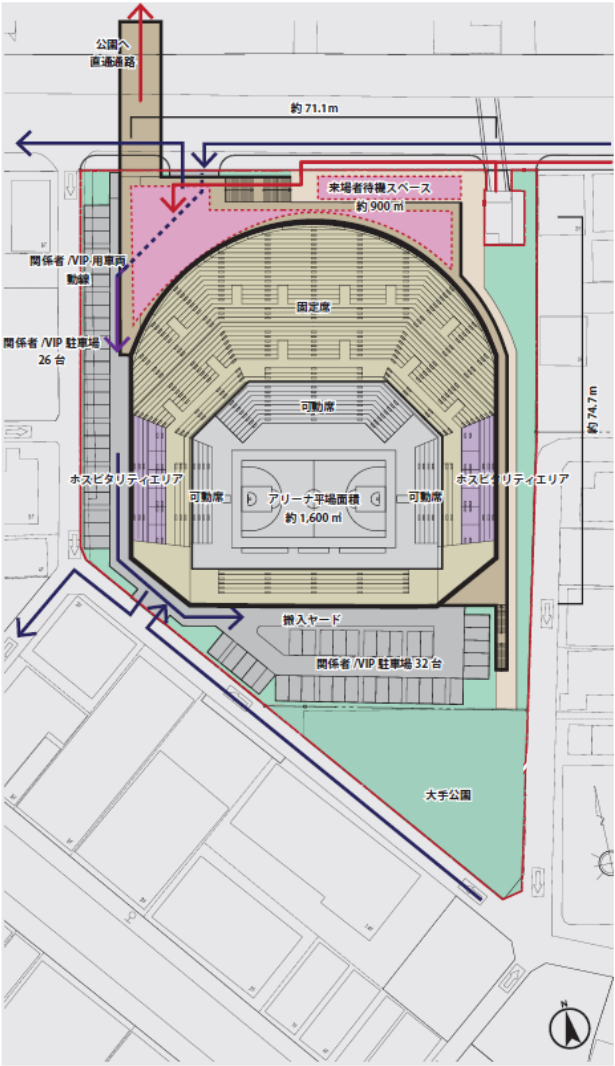 公園へ
直通通路
約 71.1m
来場者待機スペース
約 900 ㎡
関係者 /VIP 用車両
動線
固定席
関係者 /VIP 駐車場
26 台
可動席
約 74.7m
ホスピタリティエリア
ホスピタリティエリア
可動席
アリーナ平場面積
約 1,600 ㎡
可動席
搬入ヤード
関係者 /VIP 駐車場 32 台
大手公園
N